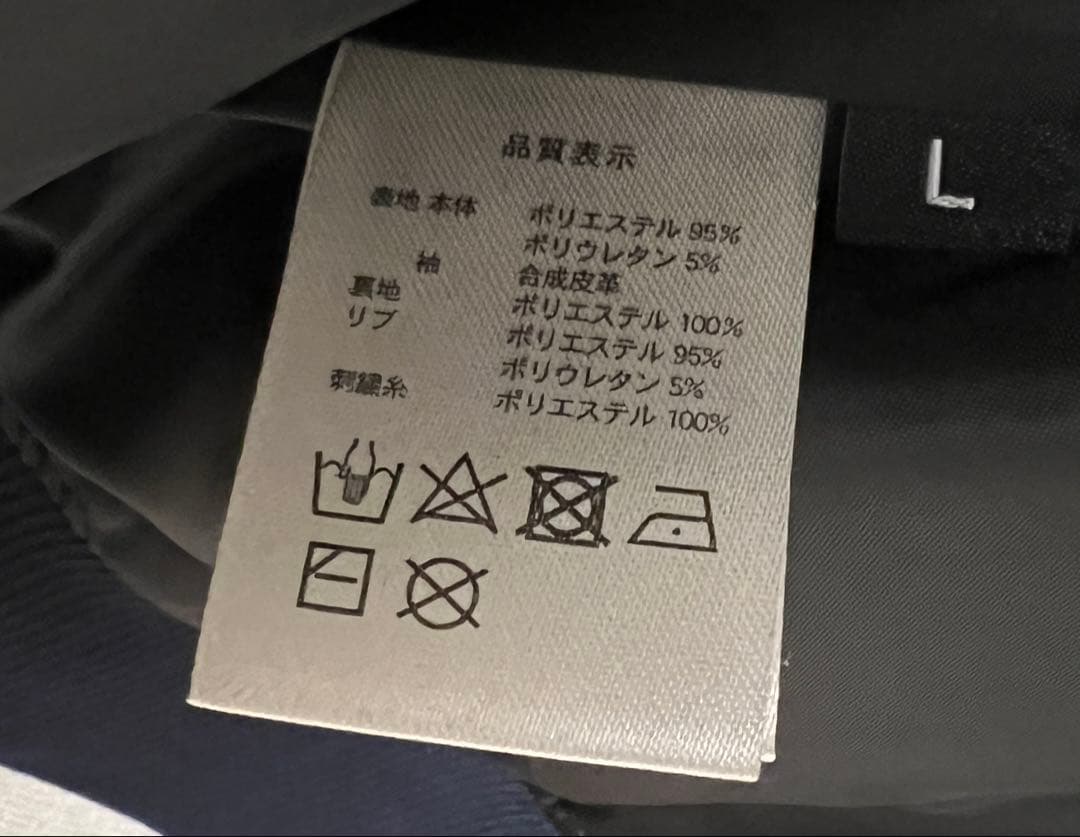 品質表示
表地 本体 ポリエステル 95%
ポリウレタン 5%
袖 合成皮革
裏地 ポリエステル 100%
リブ ポリエステル 95%
ポリウレタン 5%
刺繍糸 ポリエステル 100%
L